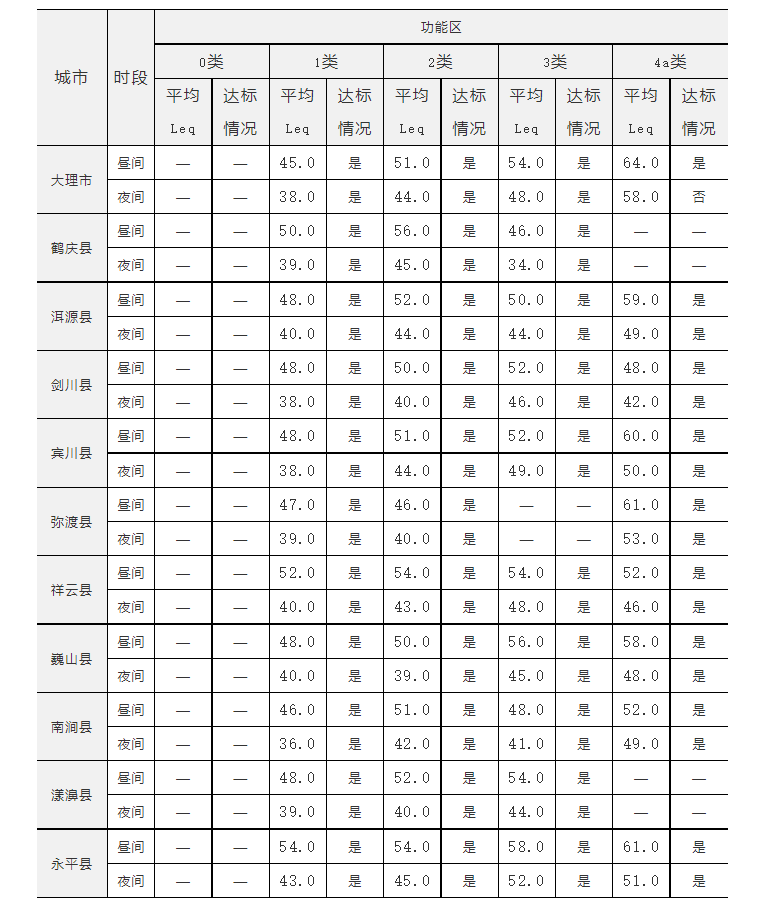 城市 时段 功能区
0类 1类 2类 3类 4a类
平均Leq 达标情况 平均Leq 达标情况 平均Leq 达标情况 平均Leq 达标情况 平均Leq 达标情况
大理市 昼间 — — 45.0 是 51.0 是 54.0 是 64.0 是
夜间 — — 38.0 是 44.0 是 48.0 是 58.0 否
鹤庆县 昼间 — — 50.0 是 56.0 是 46.0 是 — —
夜间 — — 39.0 是 45.0 是 34.0 是 — —
洱源县 昼间 — — 48.0 是 52.0 是 50.0 是 59.0 是
夜间 — — 40.0 是 44.0 是 44.0 是 49.0 是
剑川县 昼间 — — 48.0 是 50.0 是 52.0 是 48.0 是
夜间 — — 38.0 是 40.0 是 46.0 是 42.0 是
宾川县 昼间 — — 48.0 是 51.0 是 52.0 是 60.0 是
夜间 — — 38.0 是 44.0 是 49.0 是 50.0 是
弥渡县 昼间 — — 47.0 是 46.0 是 — — 61.0 是
夜间 — — 39.0 是 40.0 是 — — 53.0 是
祥云县 昼间 — — 52.0 是 54.0 是 54.0 是 52.0 是
夜间 — — 40.0 是 43.0 是 48.0 是 46.0 是
巍山县 昼间 — — 48.0 是 50.0 是 56.0 是 58.0 是
夜间 — — 40.0 是 39.0 是 45.0 是 48.0 是
南涧县 昼间 — — 46.0 是 51.0 是 48.0 是 52.0 是
夜间 — — 36.0 是 42.0 是 41.0 是 49.0 是
漾濞县 昼间 — — 48.0 是 52.0 是 54.0 是 — —
夜间 — — 39.0 是 40.0 是 44.0 是 — —
永平县 昼间 — — 54.0 是 54.0 是 58.0 是 61.0 是
夜间 — — 43.0 是 45.0 是 52.0 是 51.0 是